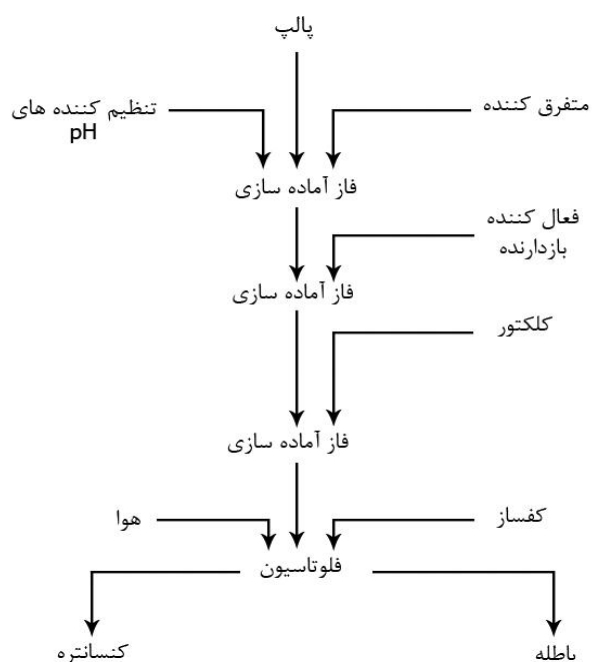 پالپ
متفرق کننده
تنظیم کننده های
pH
فاز آماده سازی
فعال کننده
بازدارنده
فاز آماده سازی
کلکتور
فاز آماده سازی
کفساز
هوا
فلوتاسیون
کنسانتره
باطله